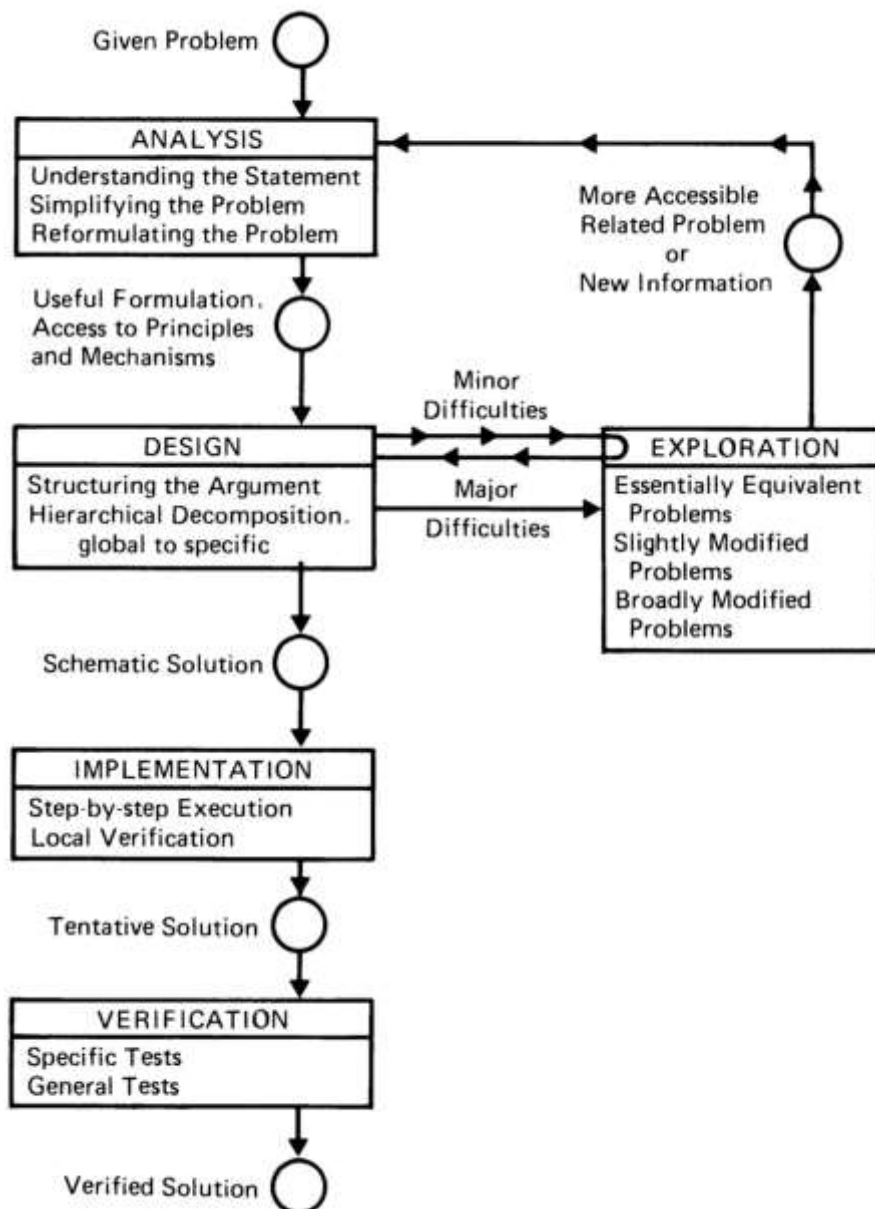 Given Problem
ANALYSIS
Understanding the Statement
Simplifying the Problem
Reformulating the Problem
More Accessible
Related Problem
or
New Information
Useful Formulation.
Access to Principles
and Mechanisms
Minor
Difficulties
DESIGN
Structuring the Argument
Hierarchical Decomposition.
global to specific
Major
Difficulties
EXPLORATION
Essentially Equivalent
Problems
Slightly Modified
Problems
Broadly Modified
Problems
Schematic Solution
IMPLEMENTATION
Step-by-step Execution
Local Verification
Tentative Solution
VERIFICATION
Specific Tests
General Tests
Verified Solution